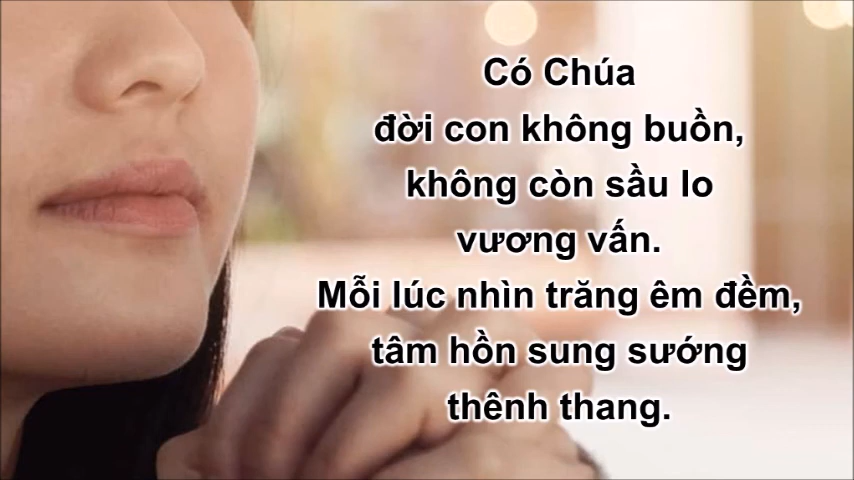 Có Chúa
đời con không buồn,
không còn sầu lo
vương vấn.
Mỗi lúc nhìn trăng êm đềm,
tâm hồn sung sướng
thênh thang.